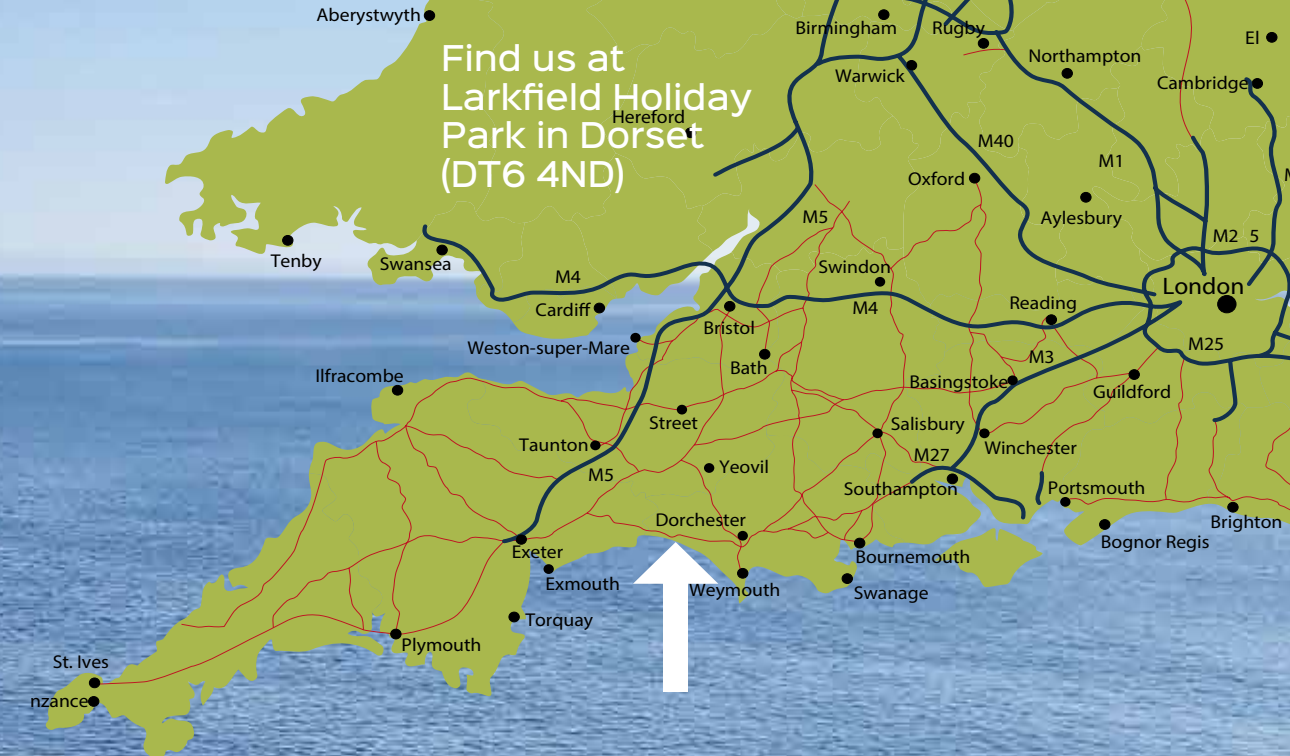 Aberystwyth
Birmingham
Rugby
El
Find us at
Larkfield Holiday
Park in Dorset
(DT6 4ND)
Northampton
Warwick
Cambridge
Hereford
M40
M1
Oxford
Aylesbury
M5
M2 5
Tenby
Swansea
M4
Swindon
London
Cardiff
M4
Reading
Bristol
Weston-super-Mare
Bath
M3
M25
Ilfracombe
Basingstoke
Guildford
Street
Salisbury
Taunton
Winchester
M5
Yeovil
M27
Southampton
Portsmouth
Dorchester
Brighton
Bognor Regis
Exeter
Bournemouth
Exmouth
Weymouth
Swanage
Torquay
Plymouth
St. Ives
nzance